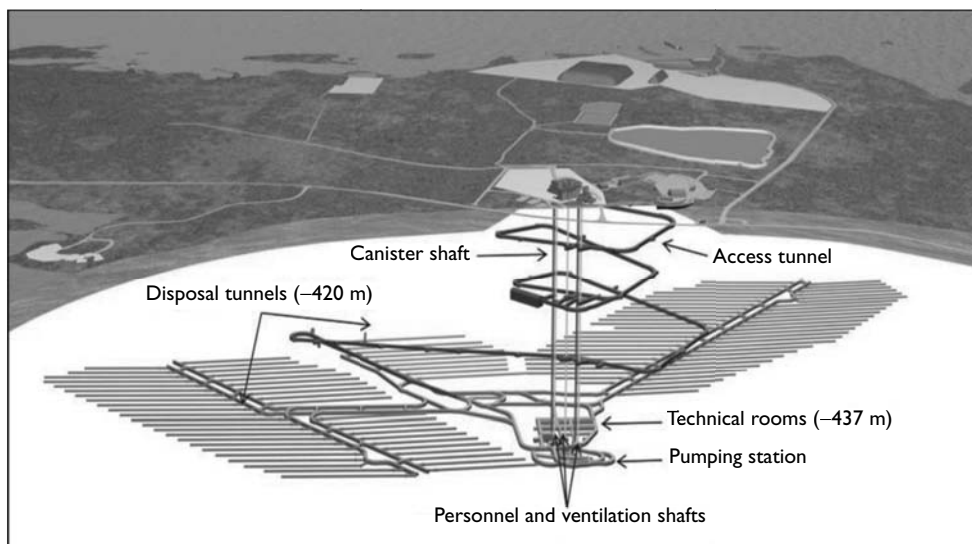 Canister shaft
Access tunnel
Disposal tunnels (–420 m)
Technical rooms (–437 m)
Pumping station
Personnel and ventilation shafts